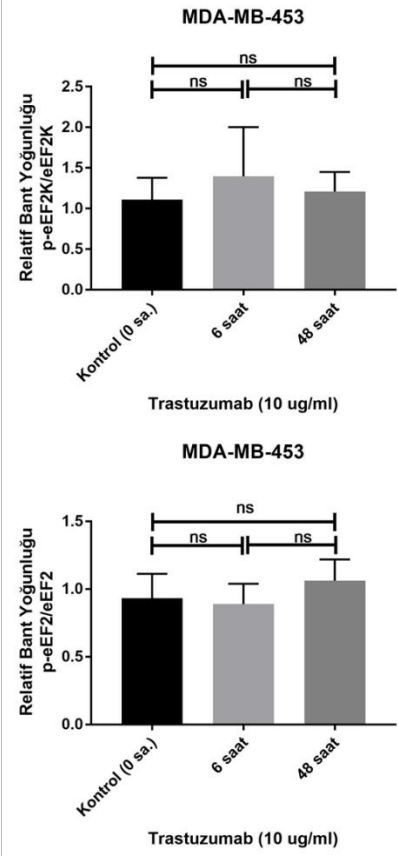 MDA-MB-453
ns
ns
ns
Relatif Bant Yoğunluğu
p-eEF2K/eEF2K
2.5
2.0
1.5
1.0
0.5
0.0
Kontrol (0 sa.)
6 saat
48 saat
Trastuzumab (10 ug/ml)
MDA-MB-453
ns
ns
ns
Relatif Bant Yoğunluğu
p-eEF2/eEF2
1.5
1.0
0.5
0.0
Kontrol (0 sa.)
6 saat
48 saat
Trastuzumab (10 ug/ml)